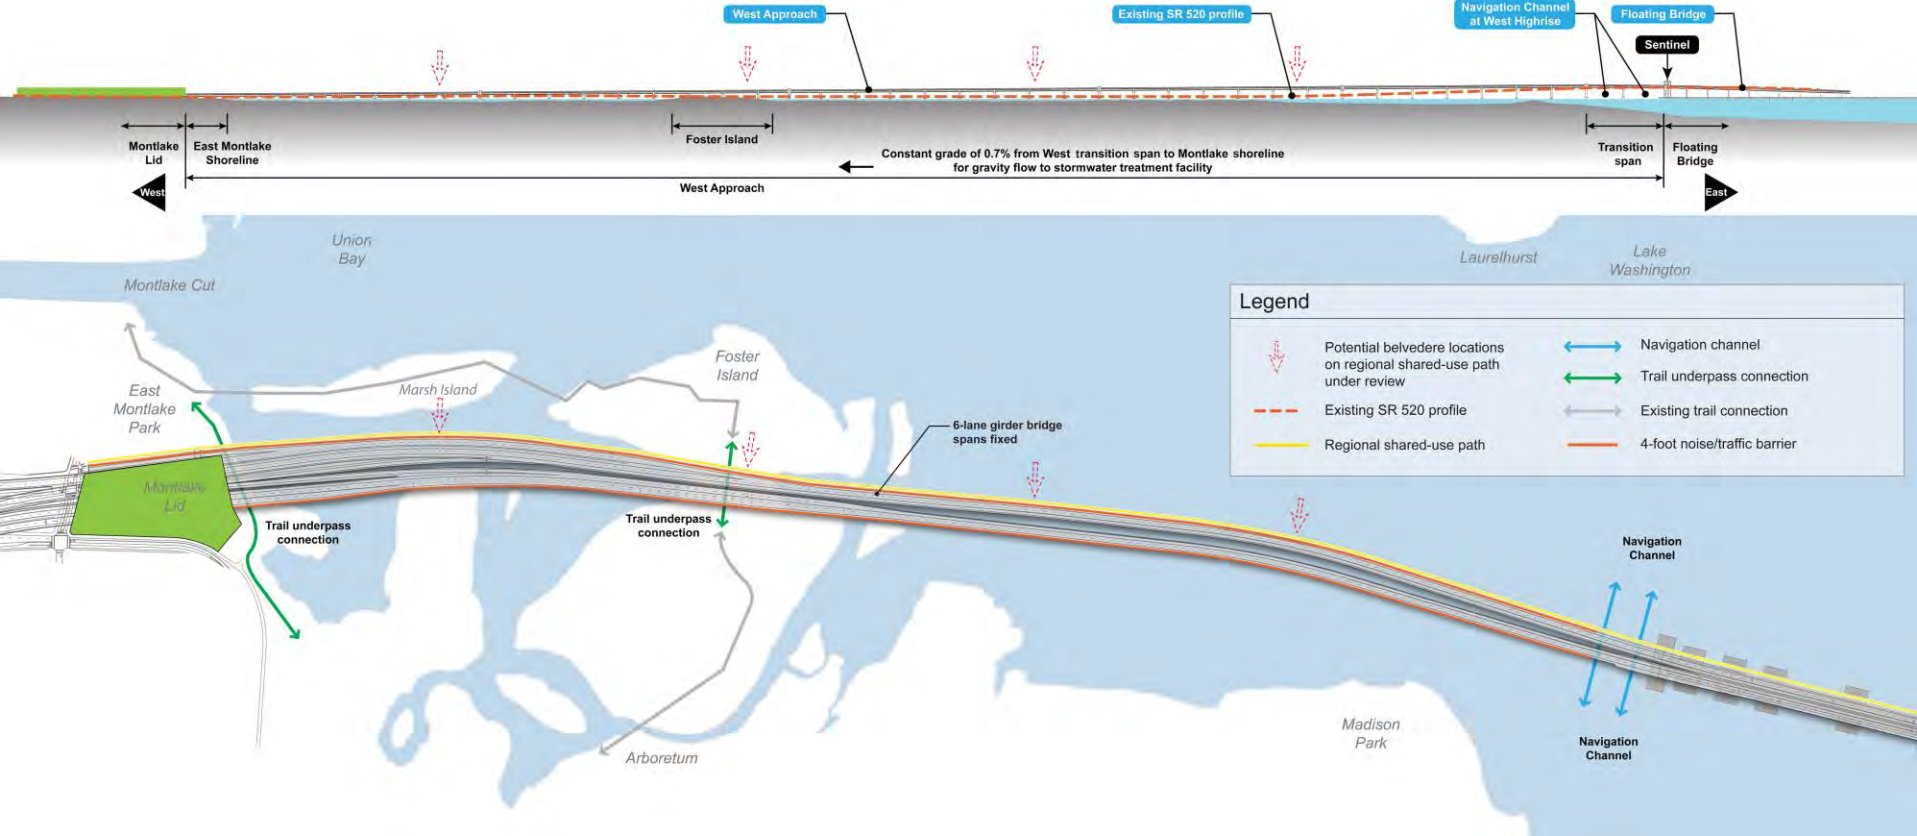 West Approach
Existing SR 520 profile
Navigation Channel
at West Highrise
Floating Bridge
Sentinel
Montlake
Lid
East Montlake
Shoreline
Foster Island
Constant grade of 0.7% from West transition span to Montlake shoreline
for gravity flow to stormwater treatment facility
Transition
span
Floating
Bridge
West
West Approach
East
Union
Bay
Montlake Cut
Laurelhurst
Lake
Washington
Legend
Potential belvedere locations
on regional shared-use path
under review
Existing SR 520 profile
Regional shared-use path
Navigation channel
Trail underpass connection
Existing trail connection
4-foot noise/traffic barrier
Foster
Island
Marsh Island
East
Montlake
Park
6-lane girder bridge
spans fixed
Montlake
Lid
Trail underpass
connection
Trail underpass
connection
Navigation
Channel
Madison
Park
Navigation
Channel
Arboretum